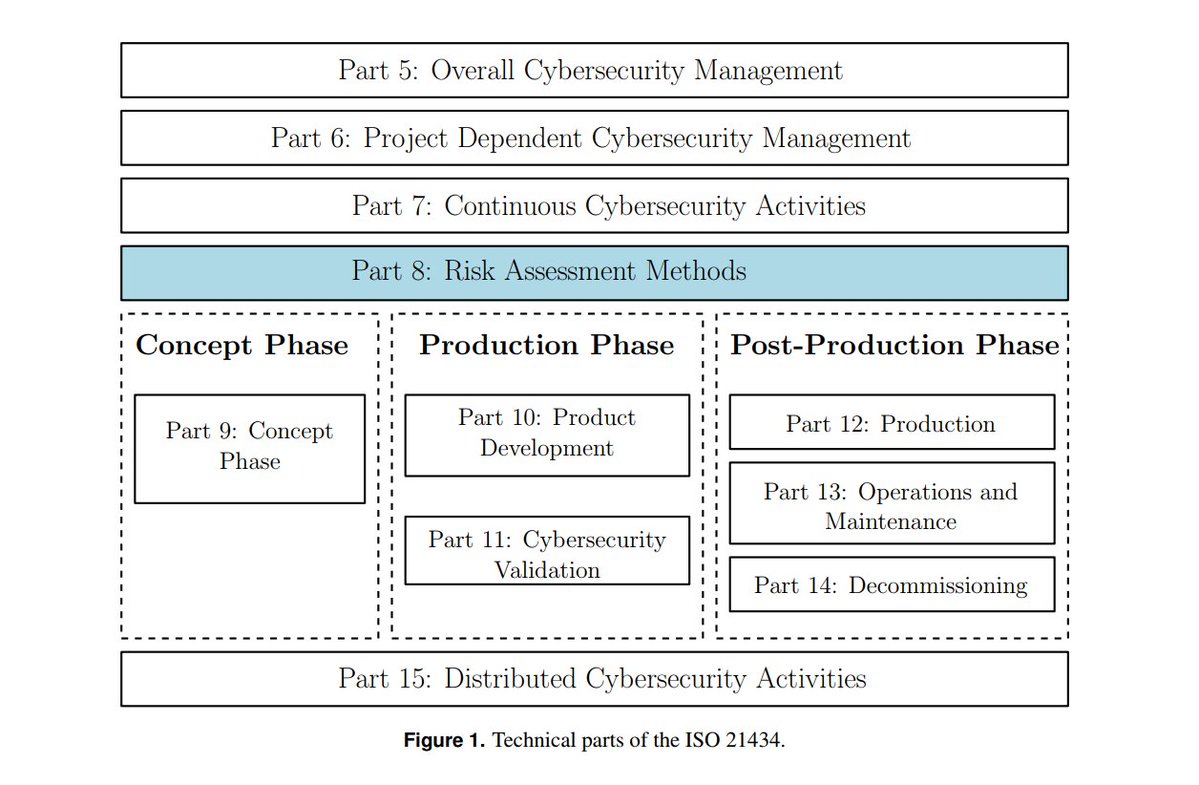 Part 5: Overall Cybersecurity Management
Part 6: Project Dependent Cybersecurity Management
Part 7: Continuous Cybersecurity Activities
Part 8: Risk Assessment Methods
Concept Phase
Part 9: Concept
Phase
Production Phase
Part 10: Product
Development
Part 11: Cybersecurity
Validation
Post-Production Phase
Part 12: Production
Part 13: Operations and
Maintenance
Part 14: Decommissioning
Part 15: Distributed Cybersecurity Activities
Figure 1. Technical parts of the ISO 21434.